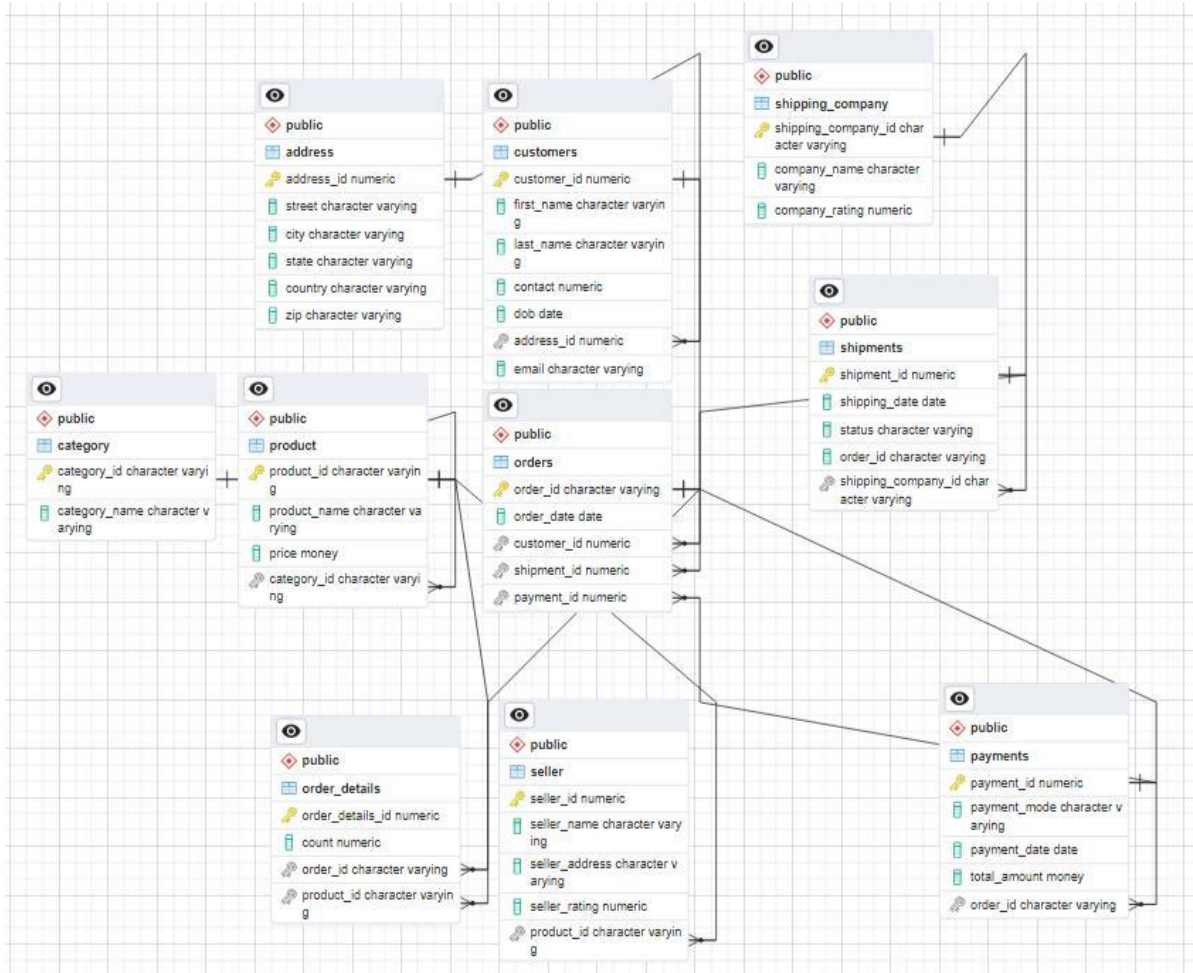 public
address
address_id numeric
street character varying
city character varying
state character varying
country character varying
zip character varying
public
customers
customer_id numeric
first_name character varyin
g
last_name character varyin
g
contact numeric
dob date
address_id numeric
email character varying
public
shipping_company
shipping_company_id char
acter varying
company_name character
varying
company_rating numeric
public
shipments
shipment_id numeric
shipping_date date
status character varying
order_id character varying
shipping_company_id char
acter varying
public
category
category_id character varyi
ng
category_name character v
arying
public
product
product_id character varyin
g
product_name character va
rying
price money
category_id character varyi
ng
public
orders
order_id character varying
order_date date
customer_id numeric
shipment_id numeric
payment_id numeric
public
order_details
order_details_id numeric
count numeric
order_id character varying
product_id character varyin
g
public
seller
seller_id numeric
seller_name character vary
ing
seller_address character v
arying
seller_rating numeric
product_id character varyin
g
public
payments
payment_id numeric
payment_mode character v
arying
payment_date date
total_amount money
order_id character varying